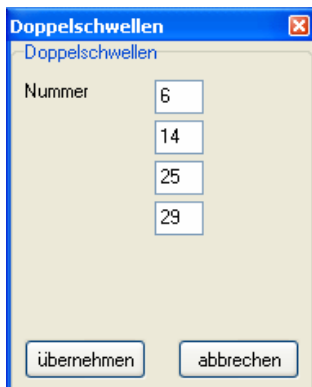 Doppelschwellen
Doppelschwellen
Nummer 6
14
25
29
übernehmen abbrechen